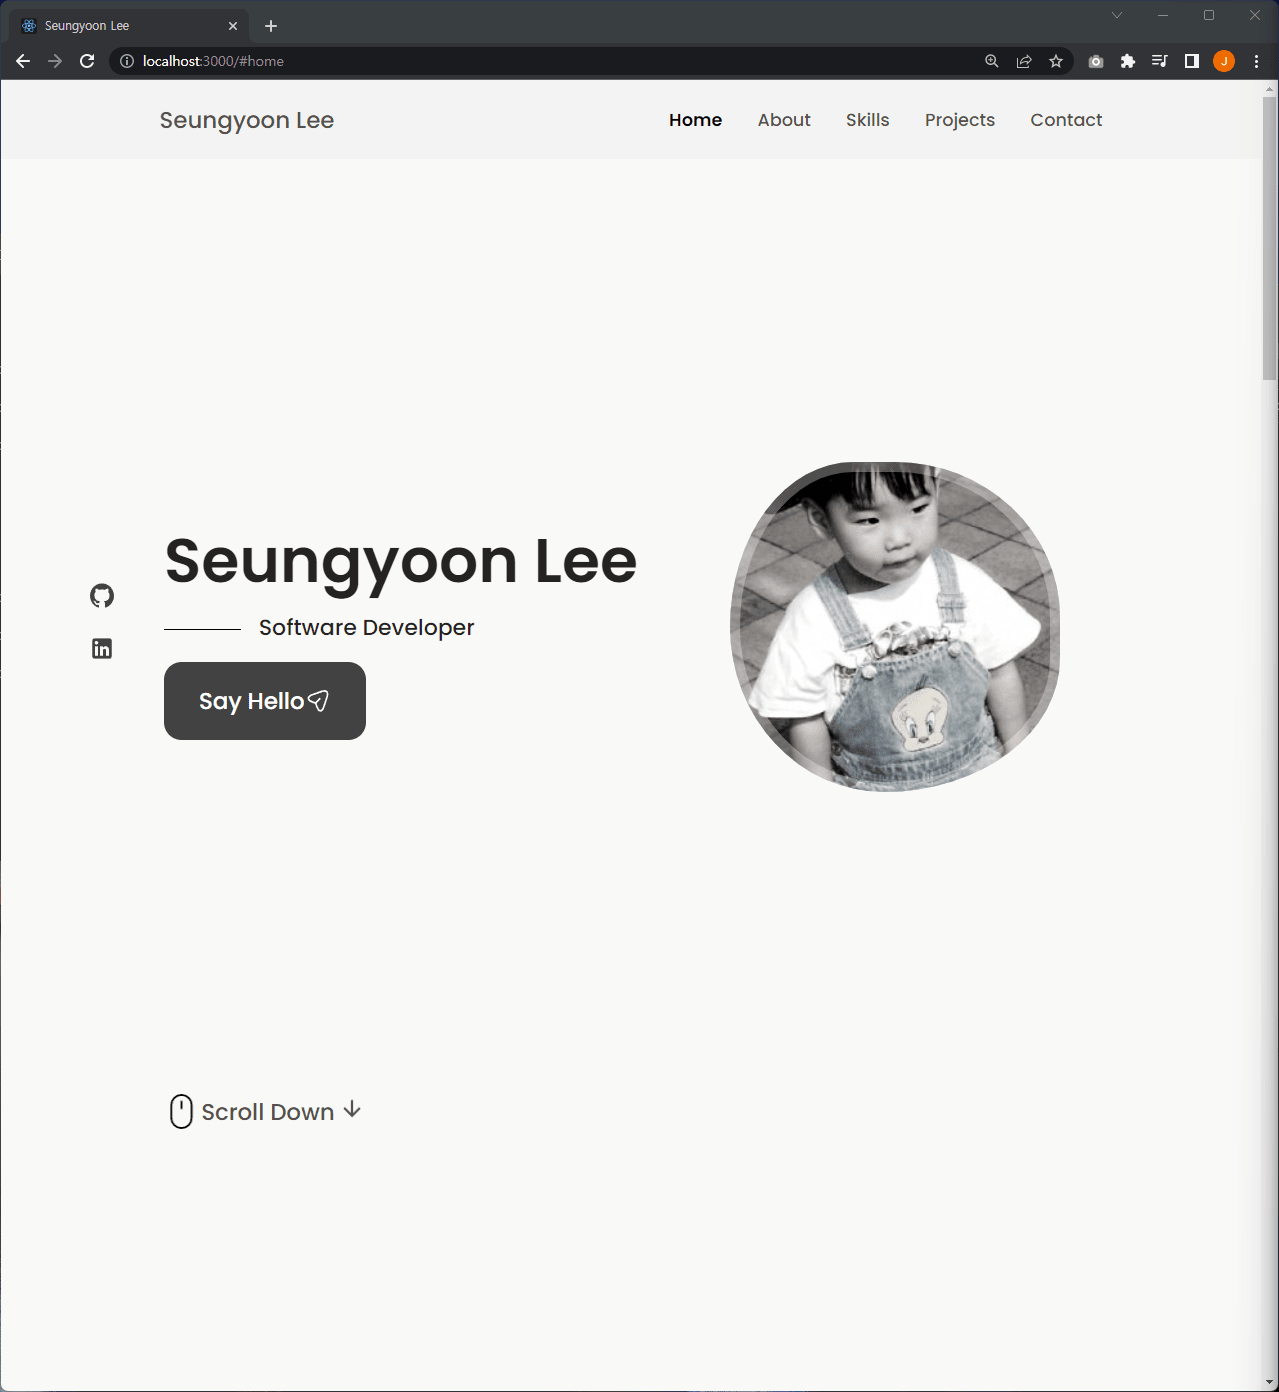 Seungyoon Lee
localhost:3000/#home
J
Seungyoon Lee
Home About Skills Projects Contact
Seungyoon Lee
Software Developer
Say Hello
Scroll Down